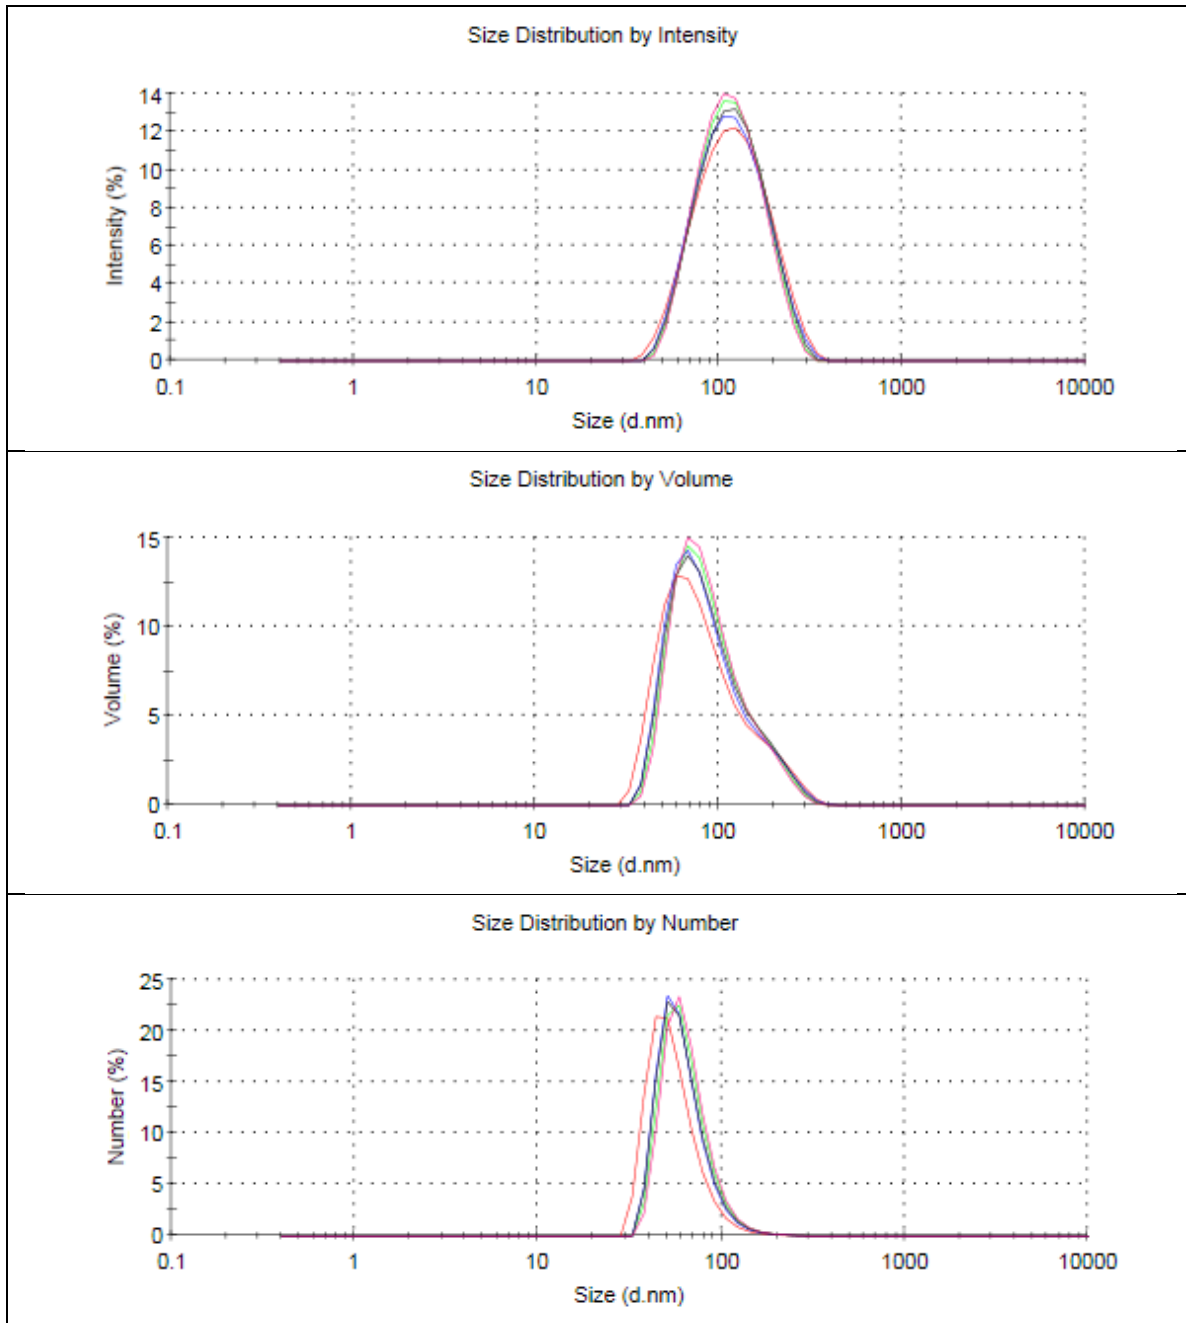 Size Distribution by Intensity
14
12
10
8
6
4
2
0
Intensity (%)
0.1 1 10 100 1000 10000
Size (d.nm)
Size Distribution by Volume
15
10
5
0
Volume (%)
0.1 1 10 100 1000 10000
Size (d.nm)
Size Distribution by Number
25
20
15
10
5
0
Number (%)
0.1 1 10 100 1000 10000
Size (d.nm)